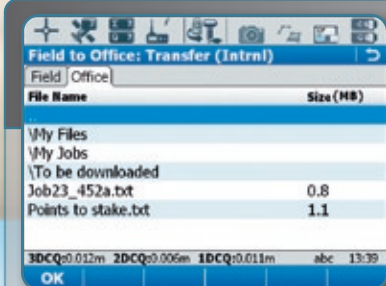 Field to Office: Transfer (Intrnl)
Field Office
File Name Size(MB)
..
\My Files
\My Jobs
\To be downloaded
Job23_452a.txt 0.8
Points to stake.txt 1.1
3DCQ:0.012m 2DCQ:0.006m 1DCQ:0.011m abc 13:39
OK